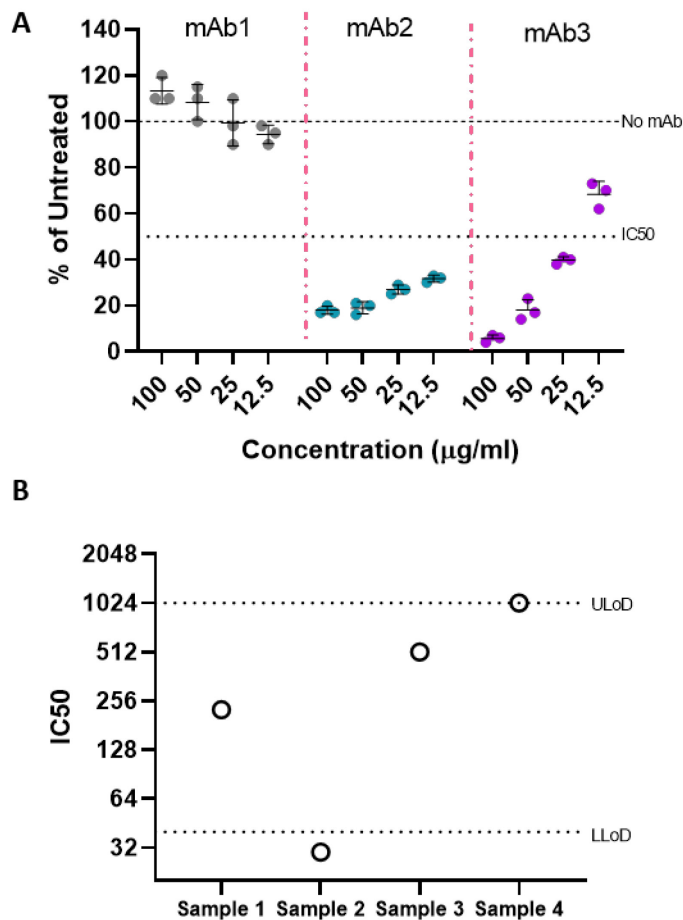 A
mAb1 mAb2 mAb3
140
120
100
80
60
40
20
0
% of Untreated
No mAb
IC50
100 50 25 12.5 100 50 25 12.5 100 50 25 12.5
Concentration (μg/ml)
B
2048
1024
512
256
128
64
32
IC50
ULoD
LLoD
Sample 1 Sample 2 Sample 3 Sample 4